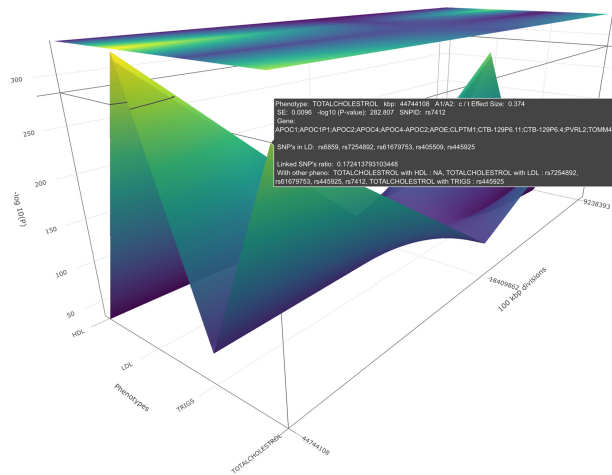 300
250
200
150
100
50
-log 10(P)
HDL
LDL
TRIGS
TOTALCHOLESTROL
Phenotypes
44744108
18409862
9238393
100 kbp divisions
Phenotype: TOTALCHOLESTROL kbp: 44744108 A1/A2: c / t Effect Size: 0.374
SE: 0.0096 -log10 (P-value): 282.807 SNPID: rs7412
Gene:
APOC1;APOC1P1;APOC2;APOC4;APOC4-APOC2;APOE;CLPTM1;CTB-129P6.11;CTB-129P6.4;PVRL2;TOMM4
SNP's in LD: rs6859, rs7254892, rs61679753, rs405509, rs445925
Linked SNP's ratio: 0.172413793103448
With other pheno: TOTALCHOLESTROL with HDL : NA, TOTALCHOLESTROL with LDL : rs7254892,
rs61679753, rs445925, rs7412, TOTALCHOLESTROL with TRIGS : rs445925